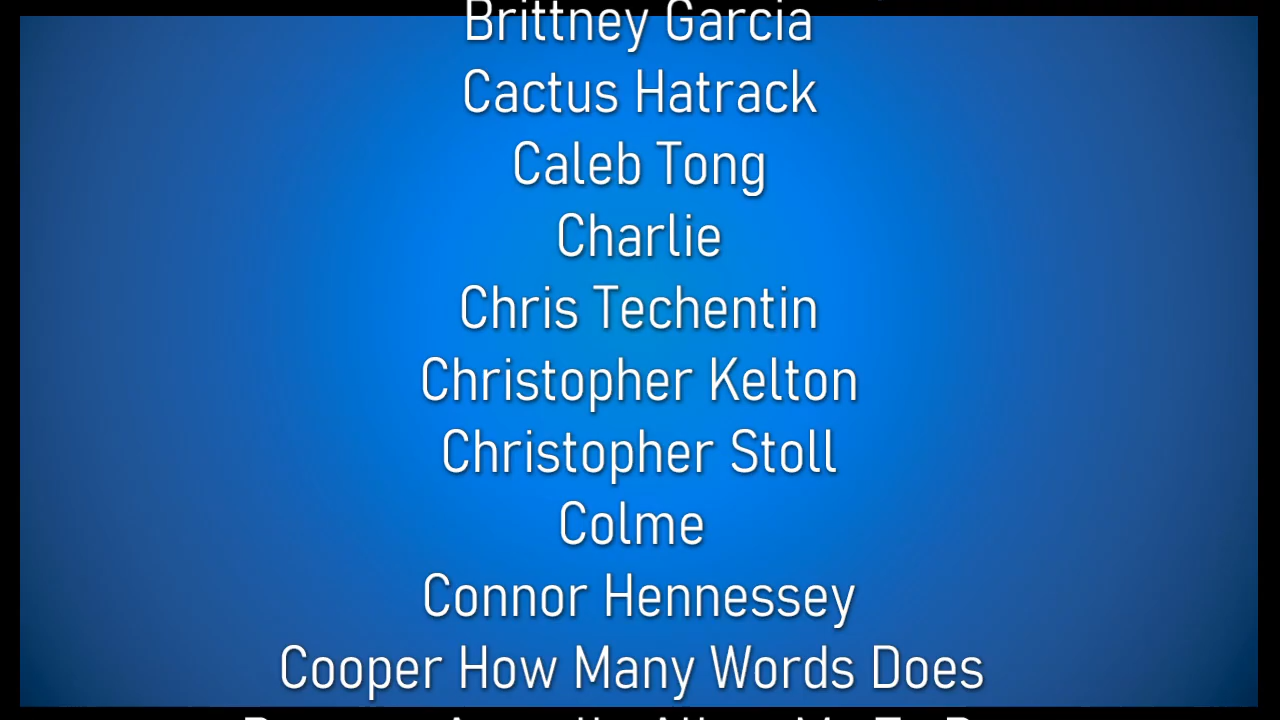 Brittney Garcia
Cactus Hatrack
Caleb Tong
Charlie
Chris Techentin
Christopher Kelton
Christopher Stoll
Colme
Connor Hennessey
Cooper How Many Words Does